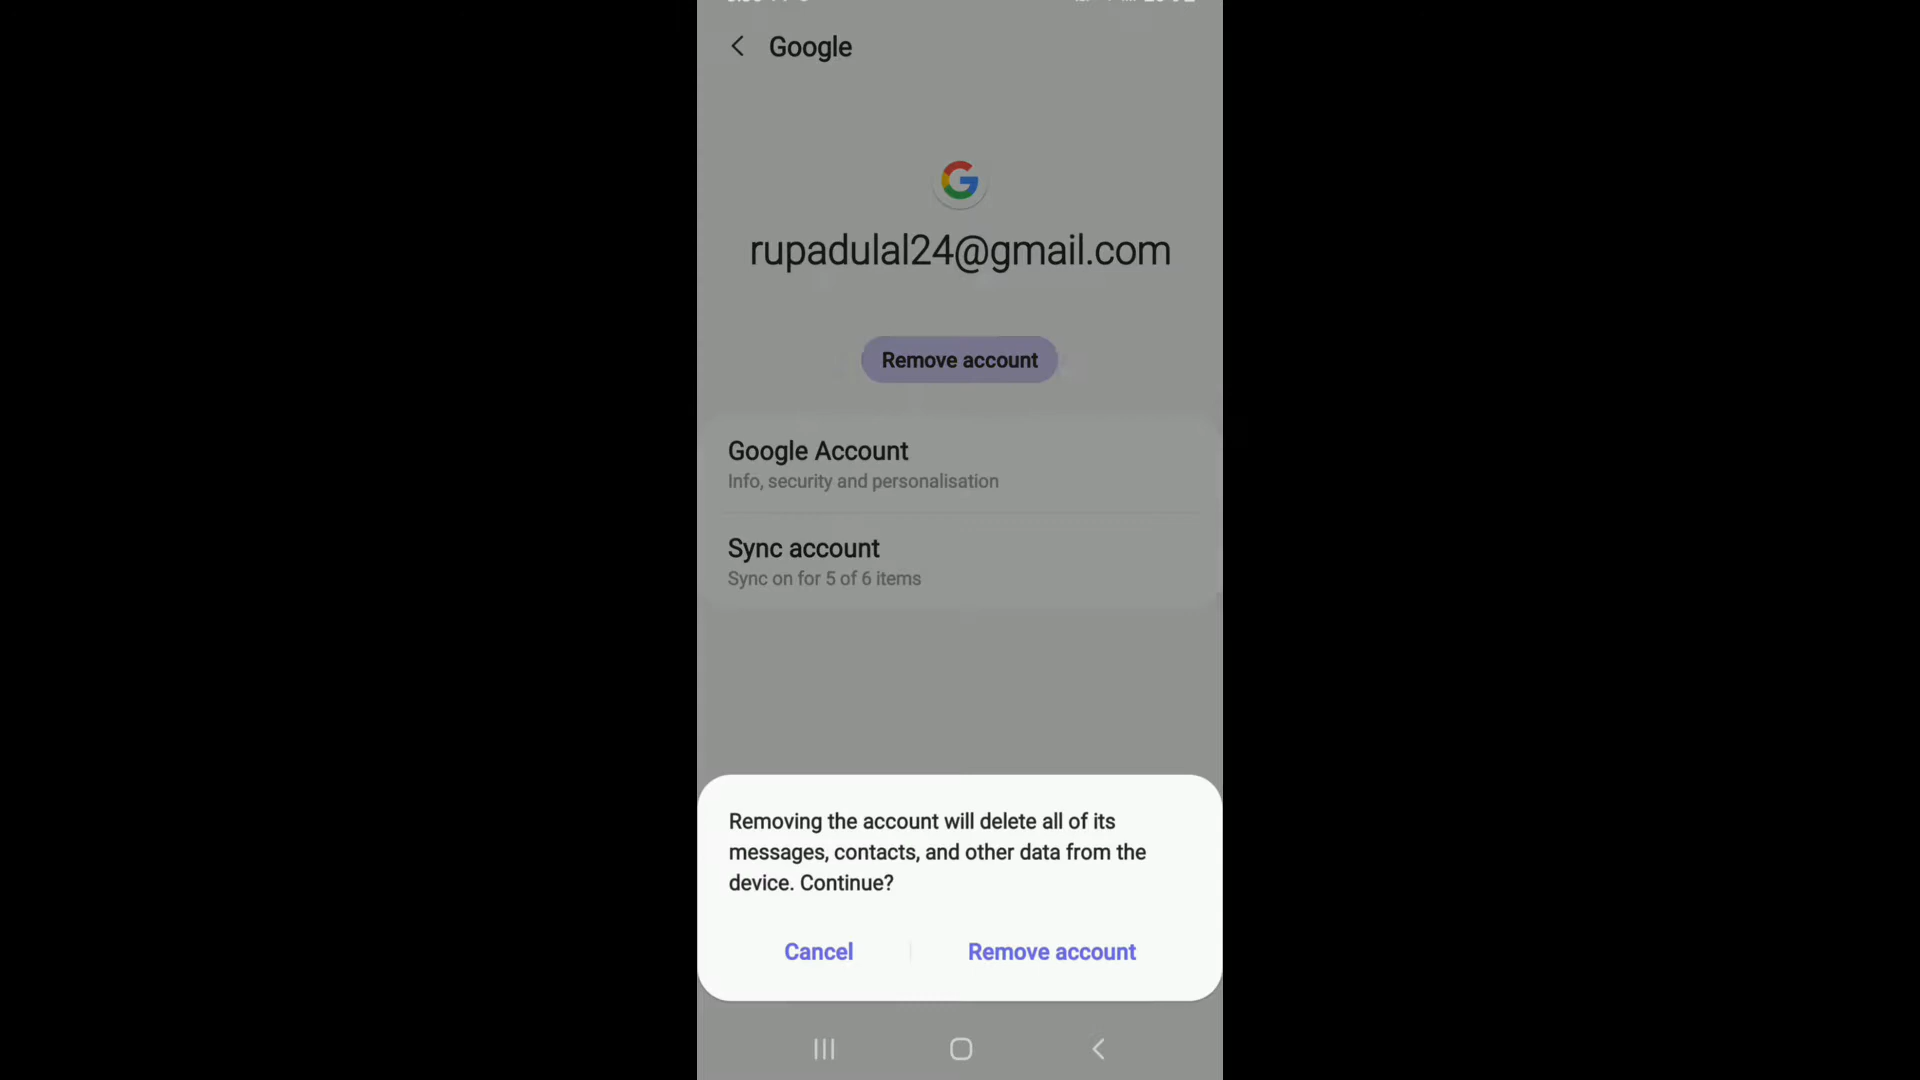 Google
rupadulal24@gmail.com
Remove account
Google Account
Info, security and personalisation
Sync account
Sync on for 5 of 6 items
Removing the account will delete all of its
messages, contacts, and other data from the
device. Continue?
Cancel
Remove account